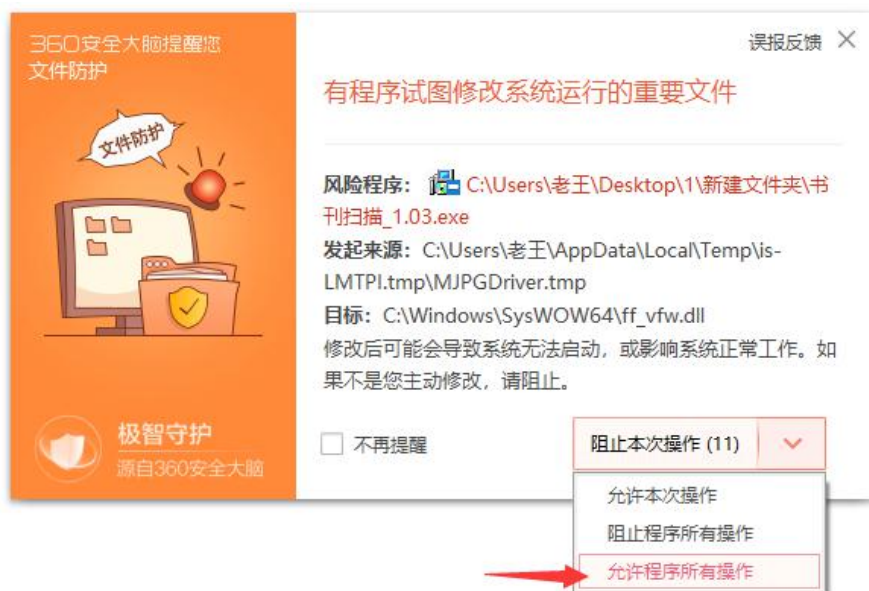 360安全大脑提醒您
文件防护
误报反馈
文件防护
有程序试图修改系统运行的重要文件
风险程序： C:\Users\老王\Desktop\1\新建文件夹\书
刊扫描_1.03.exe
发起来源：C:\Users\老王\AppData\Local\Temp\is-
LMTPI.tmp\MJPGDriver.tmp
目标：C:\Windows\SysWOW64\ff_vfw.dll
修改后可能会导致系统无法启动，或影响系统正常工作。如
果不是您主动修改，请阻止。
极智守护
源自360安全大脑
不再提醒
阻止本次操作 (11)
允许本次操作
阻止程序所有操作
允许程序所有操作